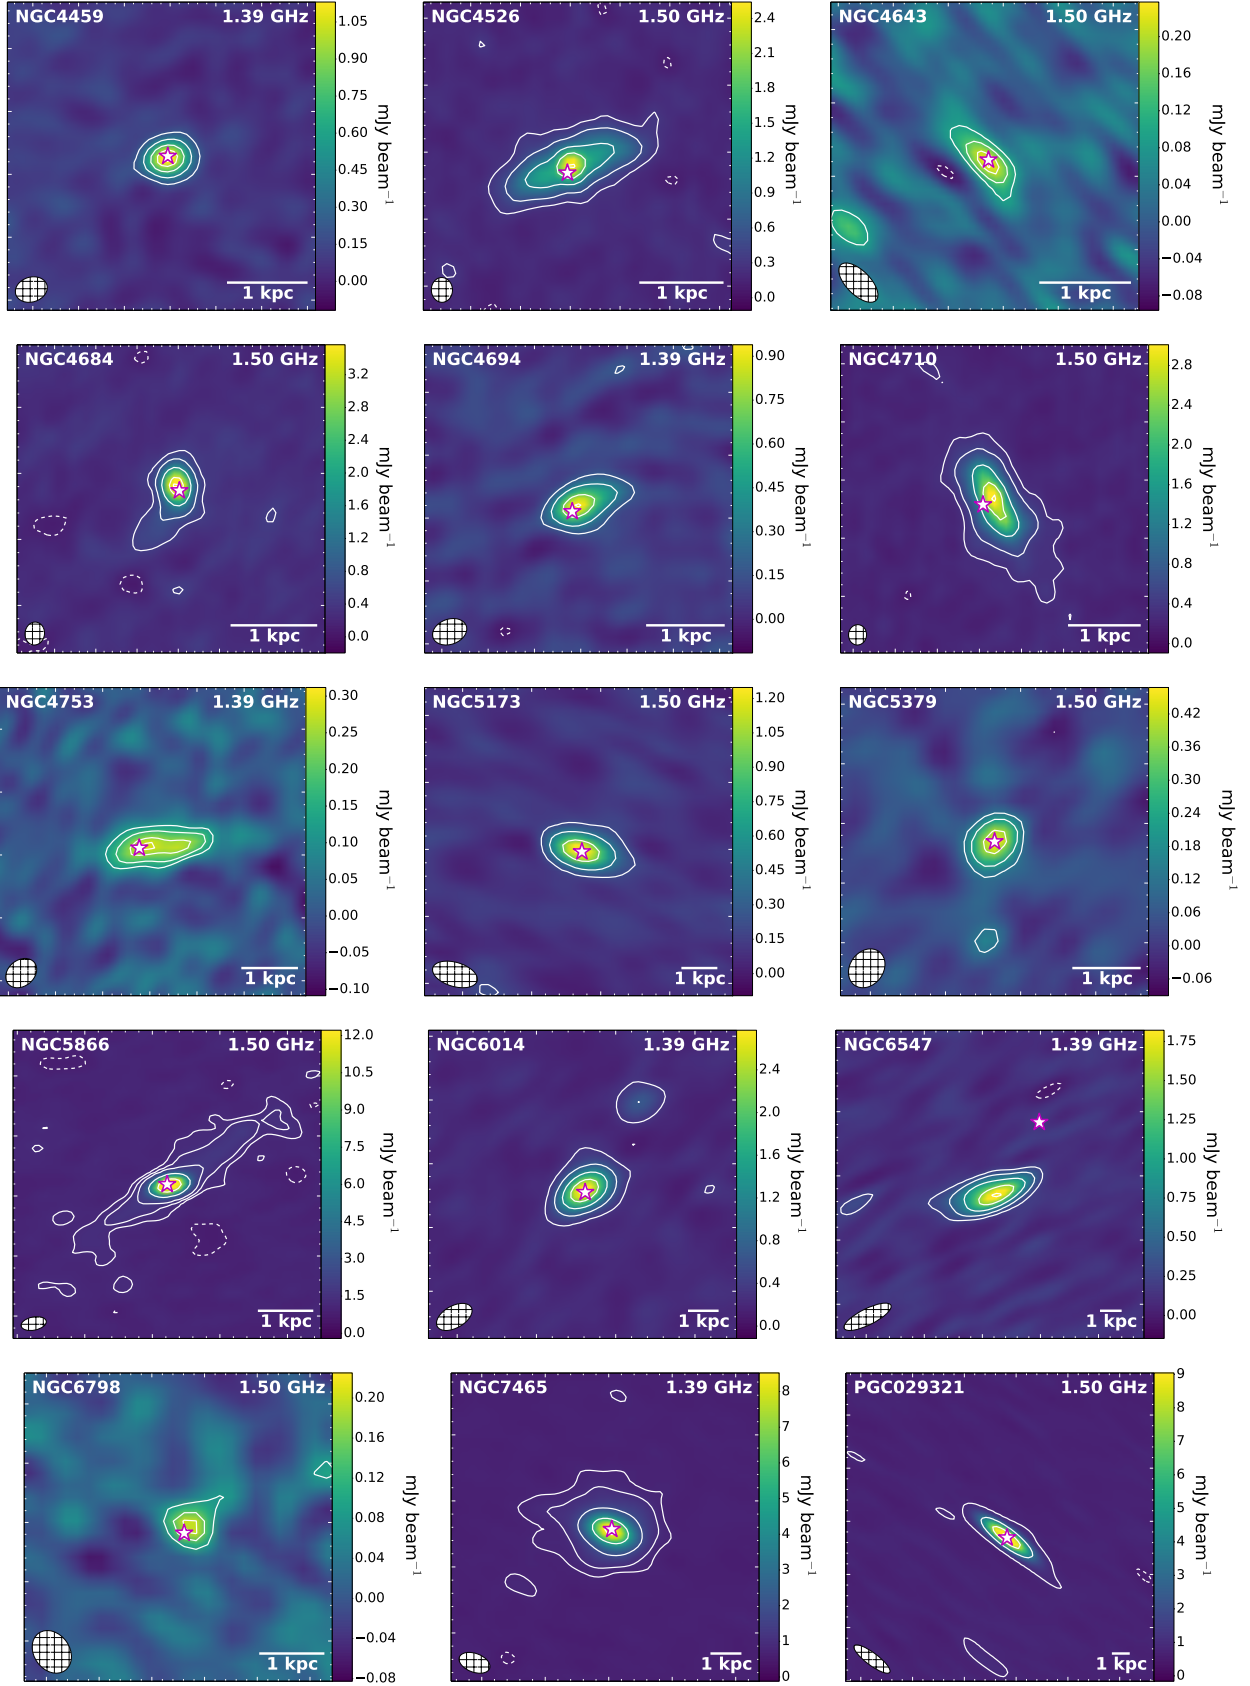 NGC4459 1.39 GHz
1 kpc
1.05
0.90
0.75
0.60
0.45
0.30
0.15
0.00
mJy beam−1
NGC4526 1.50 GHz
1 kpc
2.4
2.1
1.8
1.5
1.2
0.9
0.6
0.3
0.0
mJy beam−1
NGC4643 1.50 GHz
1 kpc
0.20
0.16
0.12
0.08
0.04
0.00
−0.04
−0.08
mJy beam−1
NGC4684 1.50 GHz
1 kpc
3.2
2.8
2.4
2.0
1.6
1.2
0.8
0.4
0.0
mJy beam−1
NGC4694 1.39 GHz
1 kpc
0.90
0.75
0.60
0.45
0.30
0.15
0.00
mJy beam−1
NGC4710 1.50 GHz
1 kpc
2.8
2.4
2.0
1.6
1.2
0.8
0.4
0.0
mJy beam−1
NGC4753 1.39 GHz
1 kpc
0.30
0.25
0.20
0.15
0.10
0.05
0.00
−0.05
−0.10
mJy beam−1
NGC5173 1.50 GHz
1 kpc
1.20
1.05
0.90
0.75
0.60
0.45
0.30
0.15
0.00
mJy beam−1
NGC5379 1.50 GHz
1 kpc
0.42
0.36
0.30
0.24
0.18
0.12
0.06
0.00
−0.06
mJy beam−1
NGC5866 1.50 GHz
1 kpc
12.0
10.5
9.0
7.5
6.0
4.5
3.0
1.5
0.0
mJy beam−1
NGC6014 1.39 GHz
1 kpc
2.4
2.0
1.6
1.2
0.8
0.4
0.0
mJy beam−1
NGC6547 1.39 GHz
1 kpc
1.75
1.50
1.25
1.00
0.75
0.50
0.25
0.00
mJy beam−1
NGC6798 1.50 GHz
1 kpc
0.20
0.16
0.12
0.08
0.04
0.00
−0.04
−0.08
mJy beam−1
NGC7465 1.39 GHz
1 kpc
8
7
6
5
4
3
2
1
0
mJy beam−1
PGC029321 1.50 GHz
1 kpc
9
8
7
6
5
4
3
2
1
0
mJy beam−1